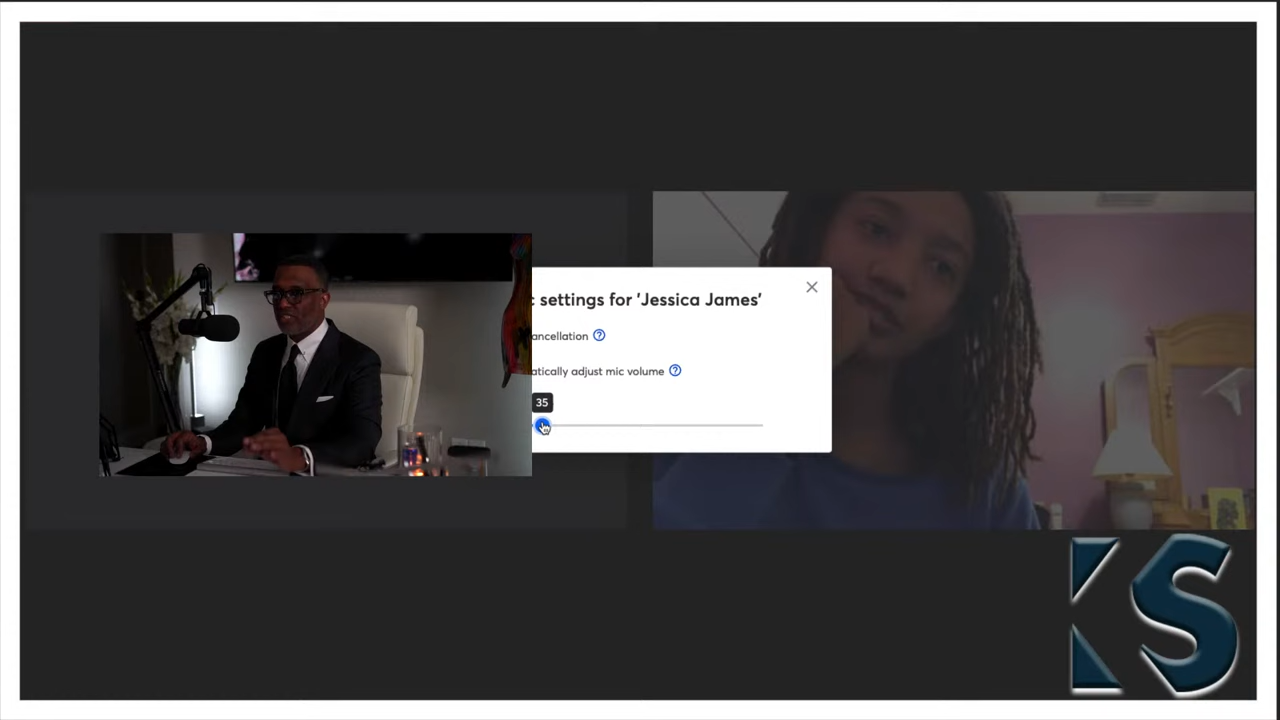 c settings for 'Jessica James'
ancellation ?
atically adjust mic volume ?
35
KS